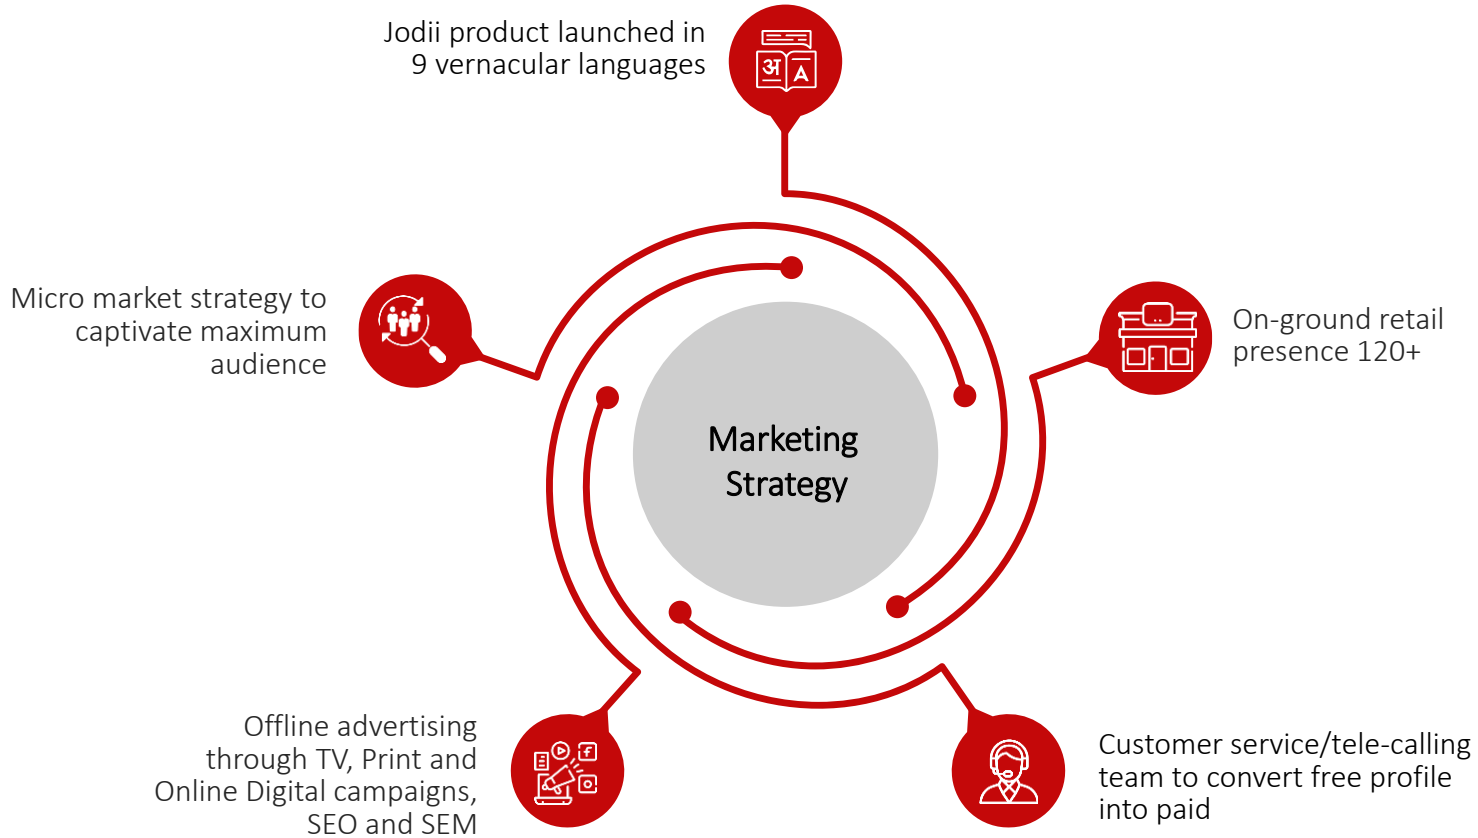 Jodii product launched in
9 vernacular languages
अ A
Micro market strategy to
captivate maximum
audience
On-ground retail
presence 120+
Marketing
Strategy
Offline advertising
through TV, Print and
Online Digital campaigns,
SEO and SEM
Customer service/tele-calling
team to convert free profile
into paid